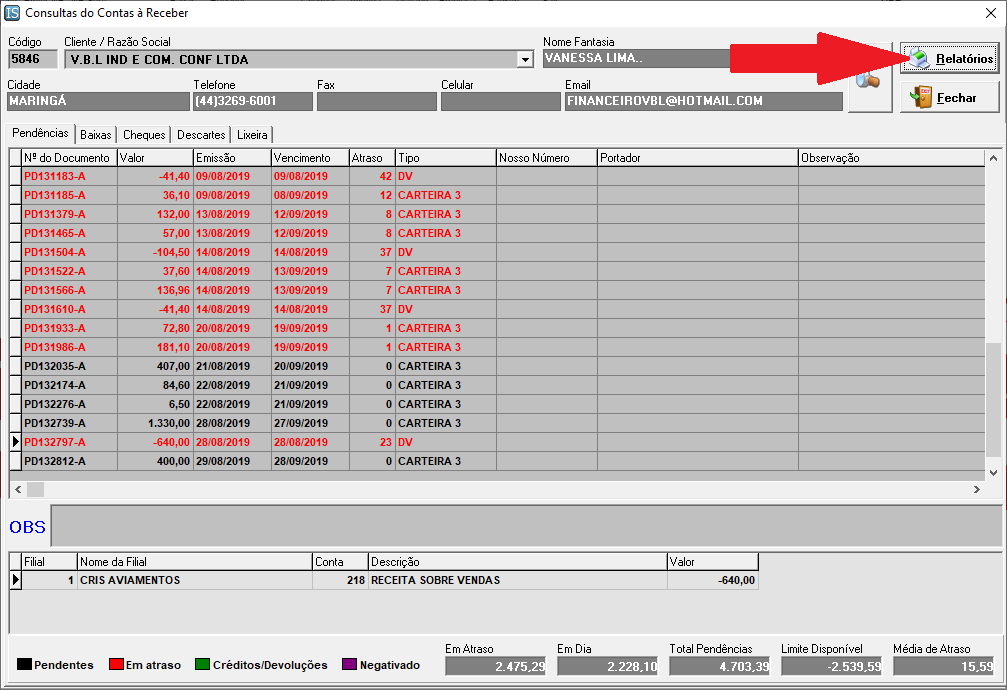 IS Consultas do Contas à Receber
Código Cliente / Razão Social Nome Fantasia
5846 V.B.L IND E COM. CONF LTDA VANESSA LIMA.. Relatórios
Cidade Telefone Fax Celular Email
MARINGÁ (44)3269-6001 FINANCEIROVBL@HOTMAIL.COM Fechar
Pendências Baixas Cheques Descartes Lixeira
Nº do Documento Valor Emissão Vencimento Atraso Tipo Nosso Número Portador Observação
PD131183-A -41,40 09/08/2019 09/08/2019 42 DV
PD131185-A 36,10 09/08/2019 08/09/2019 12 CARTEIRA 3
PD131379-A 132,00 13/08/2019 12/09/2019 8 CARTEIRA 3
PD131465-A 57,00 13/08/2019 12/09/2019 8 CARTEIRA 3
PD131504-A -104,50 14/08/2019 14/08/2019 37 DV
PD131522-A 37,60 14/08/2019 13/09/2019 7 CARTEIRA 3
PD131566-A 136,96 14/08/2019 13/09/2019 7 CARTEIRA 3
PD131610-A -41,40 14/08/2019 14/08/2019 37 DV
PD131933-A 72,80 20/08/2019 19/09/2019 1 CARTEIRA 3
PD131986-A 181,10 20/08/2019 19/09/2019 1 CARTEIRA 3
PD132035-A 407,00 21/08/2019 20/09/2019 0 CARTEIRA 3
PD132174-A 84,60 22/08/2019 21/09/2019 0 CARTEIRA 3
PD132276-A 6,50 22/08/2019 21/09/2019 0 CARTEIRA 3
PD132739-A 1.330,00 28/08/2019 27/09/2019 0 CARTEIRA 3
PD132797-A -640,00 28/08/2019 28/08/2019 23 DV
PD132812-A 400,00 29/08/2019 28/09/2019 0 CARTEIRA 3
OBS
Filial Nome da Filial Conta Descrição Valor
1 CRIS AVIAMENTOS 218 RECEITA SOBRE VENDAS -640,00
Em Atraso Em Dia Total Pendências Limite Disponível Média de Atraso
Pendentes Em atraso Créditos/Devoluções Negativado 2.475,29 2.228,10 4.703,39 -2.539,59 15,59